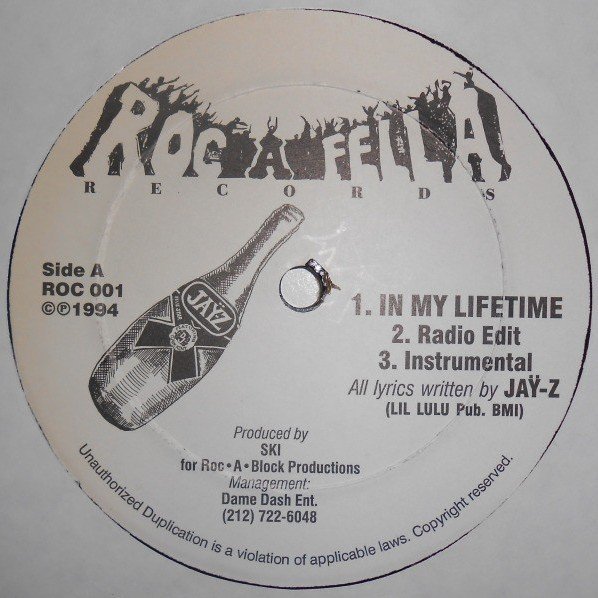 ROC A FELLA
RECORDS
Side A
ROC 001
©℗1994
JAŸ
1. IN MY LIFETIME
2. Radio Edit
3. Instrumental
All lyrics written by JAŸ-Z
(LIL LULU Pub. BMI)
Produced by
SKI
for Roc•A•Block Productions
Management:
Dame Dash Ent.
(212) 722-6048
Unauthorized Duplication is a violation of applicable laws. Copyright reserved.